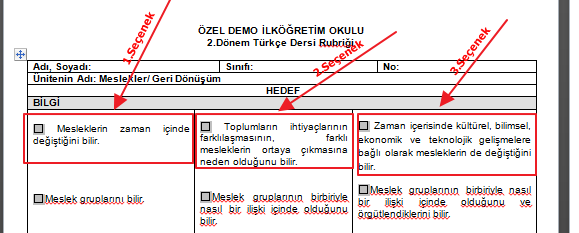 ÖZEL DEMO İLKÖĞRETİM OKULU
2.Dönem Türkçe Dersi Rubriği
1.Seçenek
2.Seçenek
3.Seçenek
Adı, Soyadı: Sınıfı: No:
Ünitenin Adı: Meslekler/ Geri Dönüşüm
HEDEF
BİLGİ
Mesleklerin zaman içinde
değiştiğini bilir.
Toplumların ihtiyaçlarının
farklılaşmasının, farklı
mesleklerin ortaya çıkmasına
neden olduğunu bilir.
Zaman içerisinde kültürel, bilimsel,
ekonomik ve teknolojik gelişmelere
bağlı olarak mesleklerin de değiştiğini
bilir.
Meslek gruplarını bilir.
Meslek gruplarının birbiriyle
nasıl bir ilişki içinde olduğunu
bilir.
Meslek gruplarının birbiriyle nasıl
bir ilişki içinde olduğunu ve
örgütlendiklerini bilir.